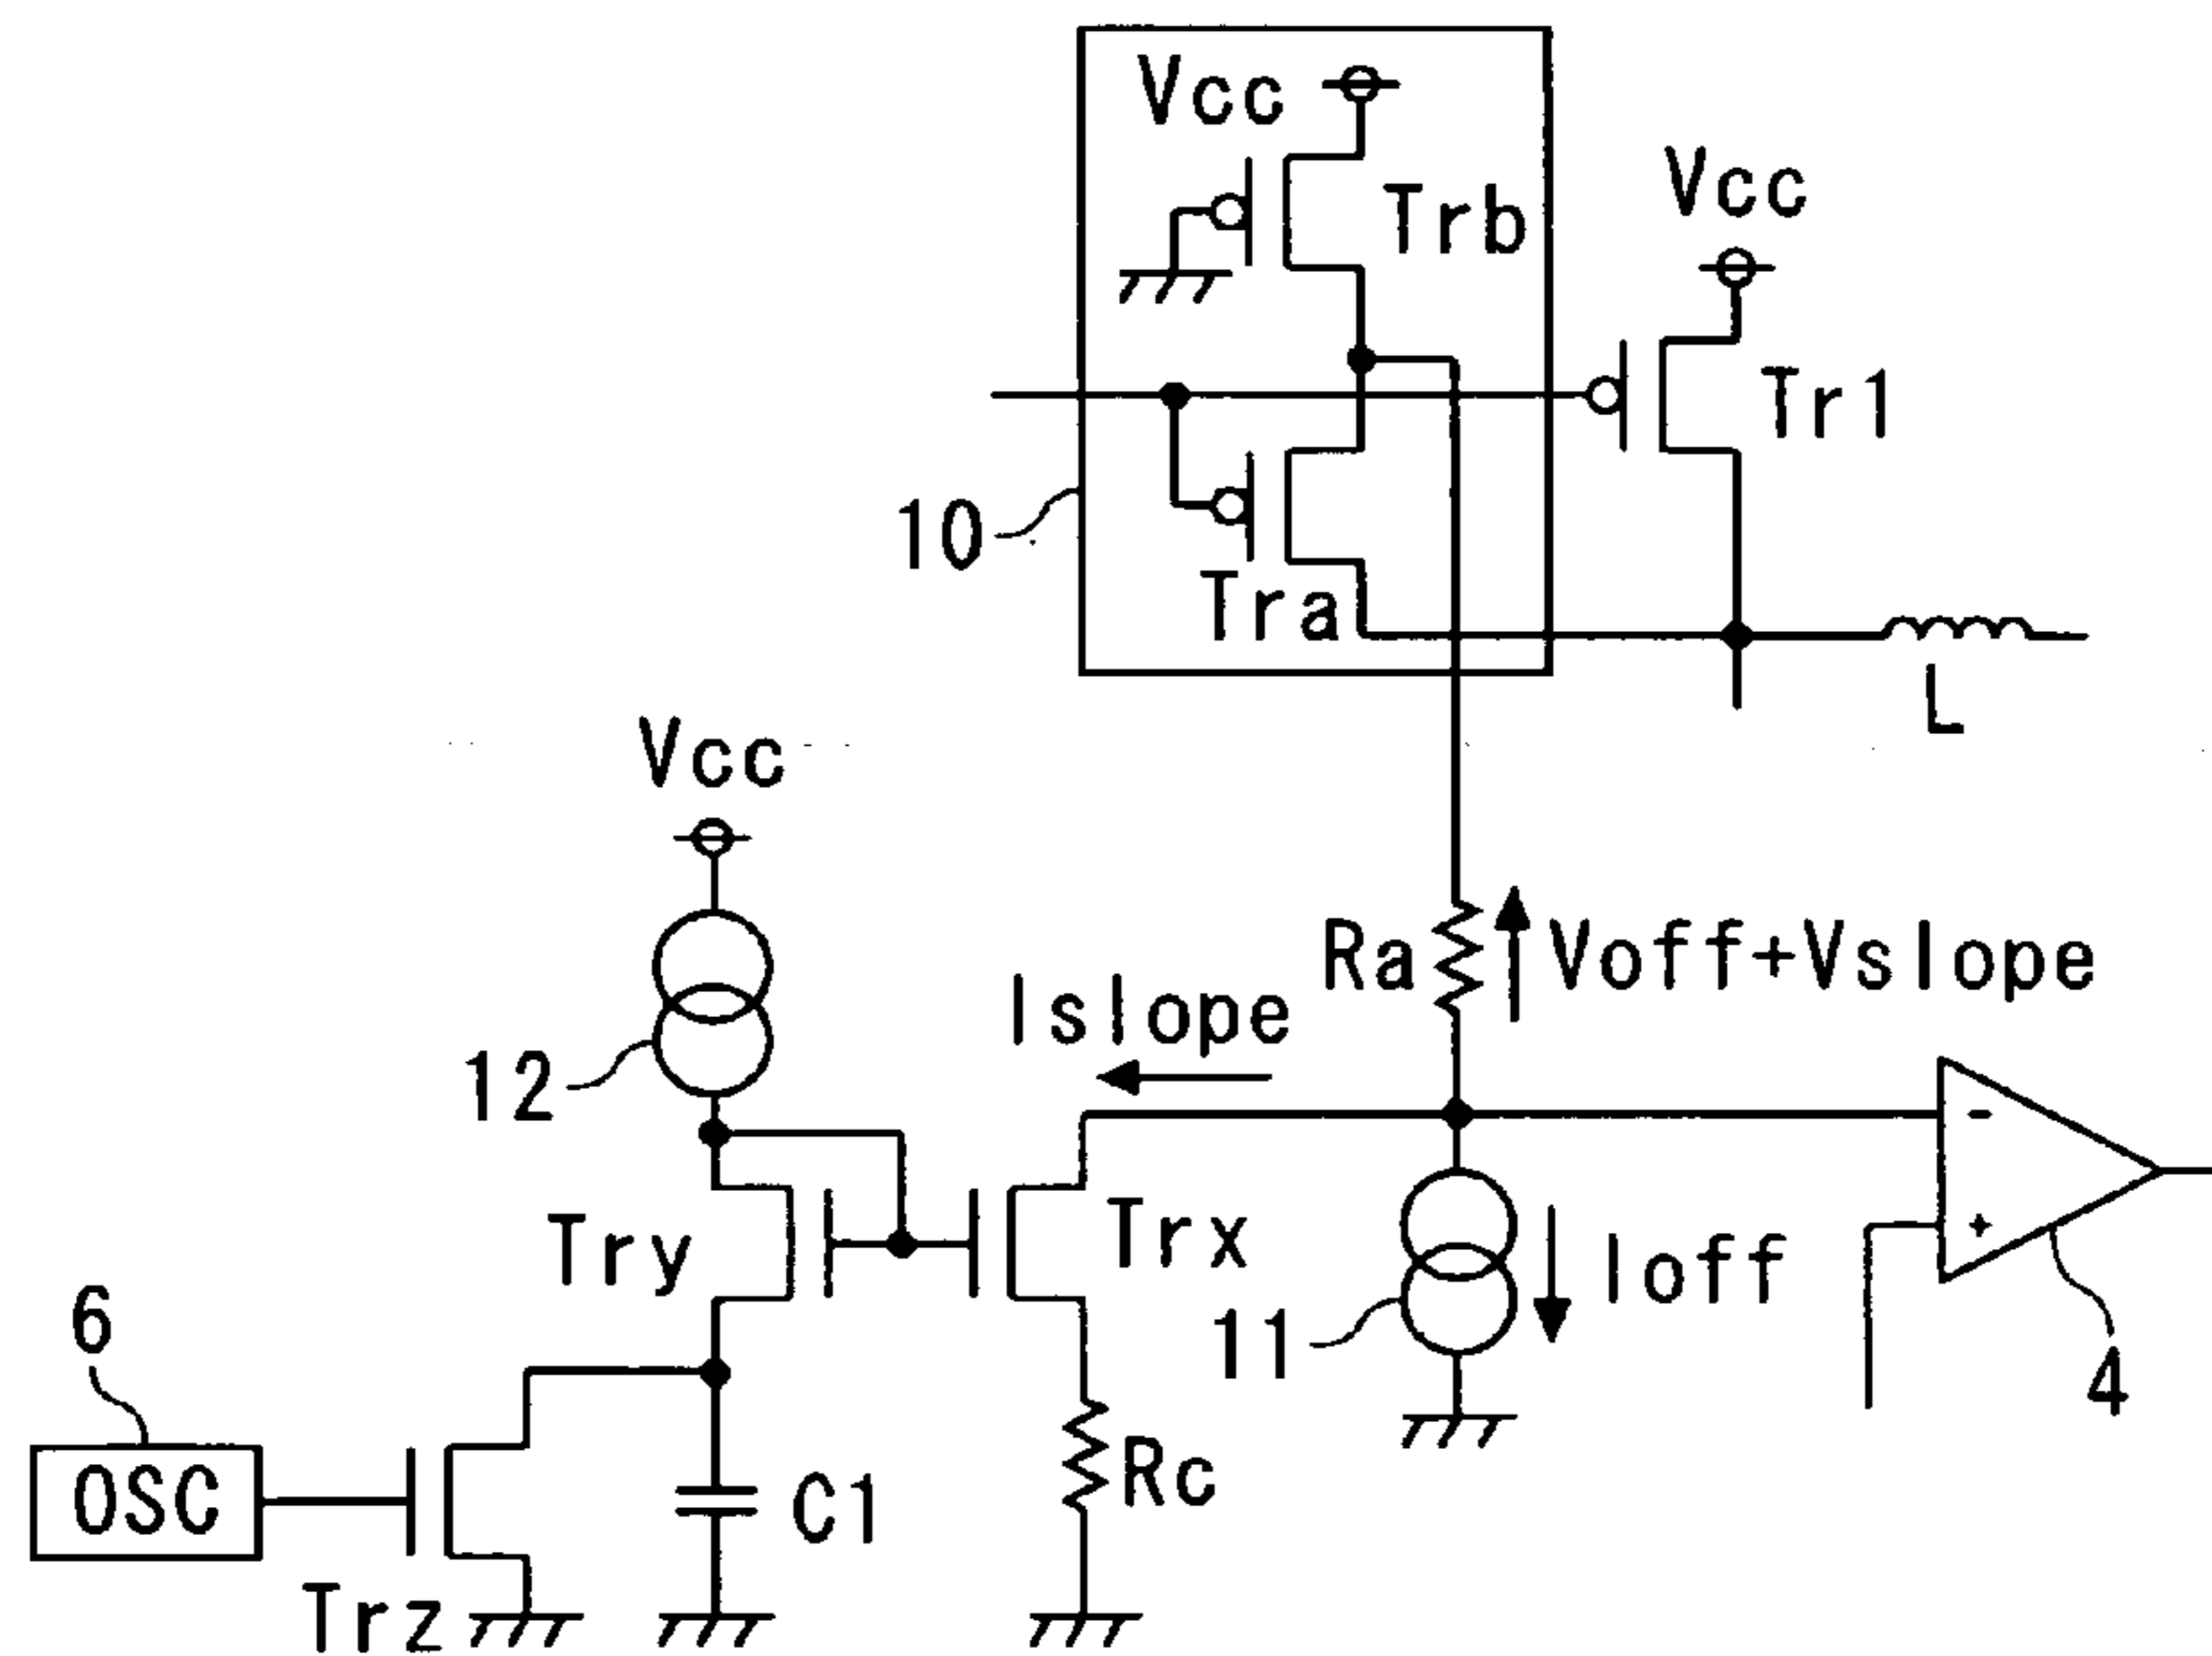 Vcc
Trb
Vcc
Tr1
10
Tra
L
Vcc
Ra
Voff+Vslope
Islope
12
-
Try
Trx
+
Ioff
6
11
4
OSC
C1
Rc
Trz